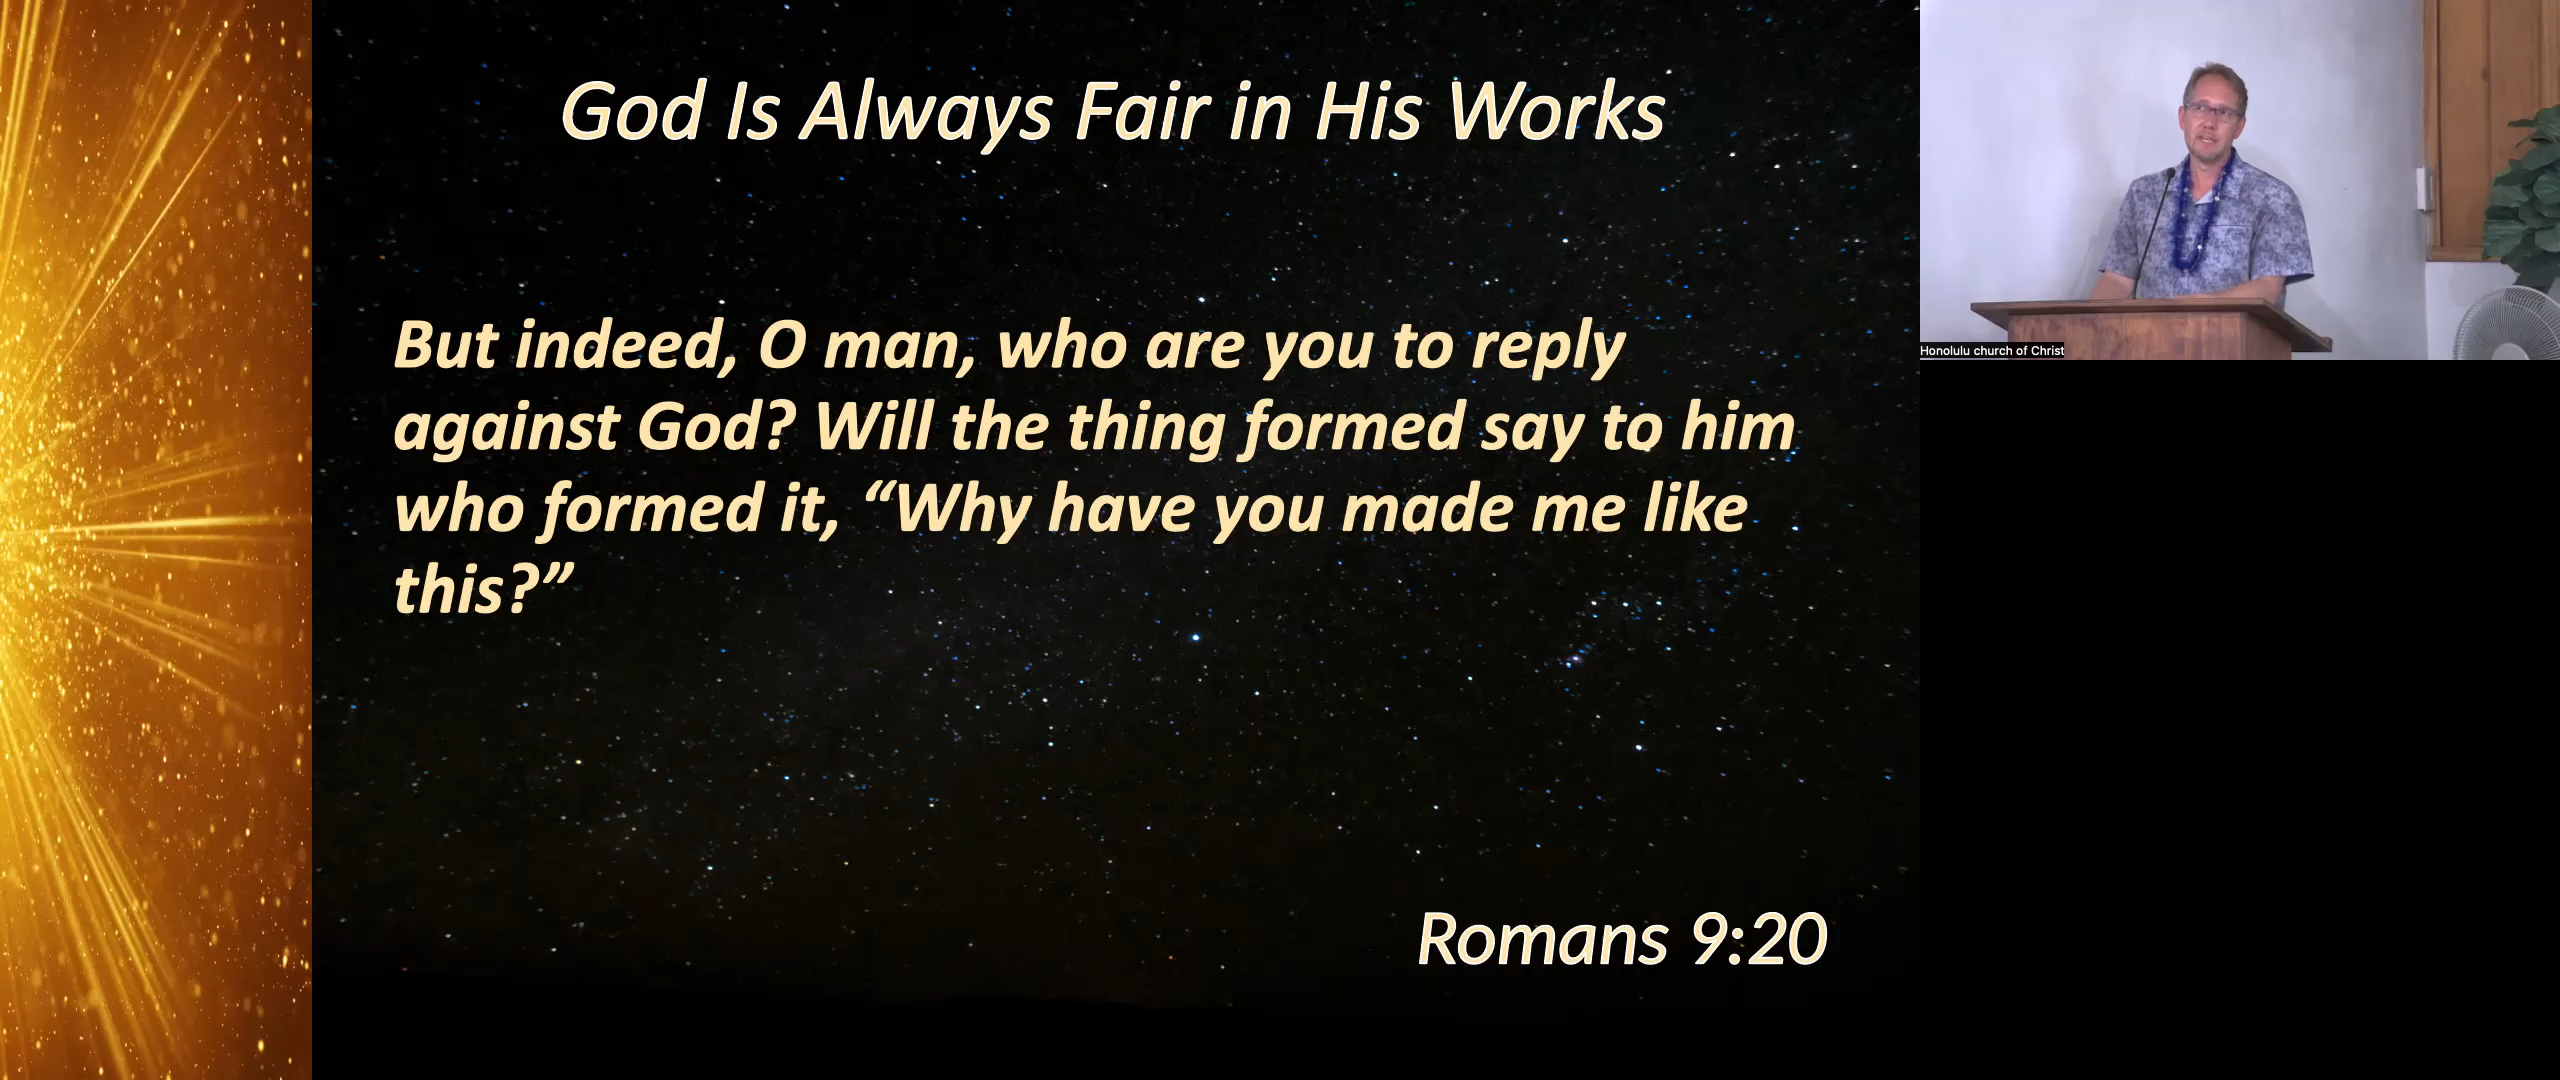 God Is Always Fair in His Works
But indeed, O man, who are you to reply
against God? Will the thing formed say to him
who formed it, “Why have you made me like
this?”
Romans 9:20
Honolulu church of Christ